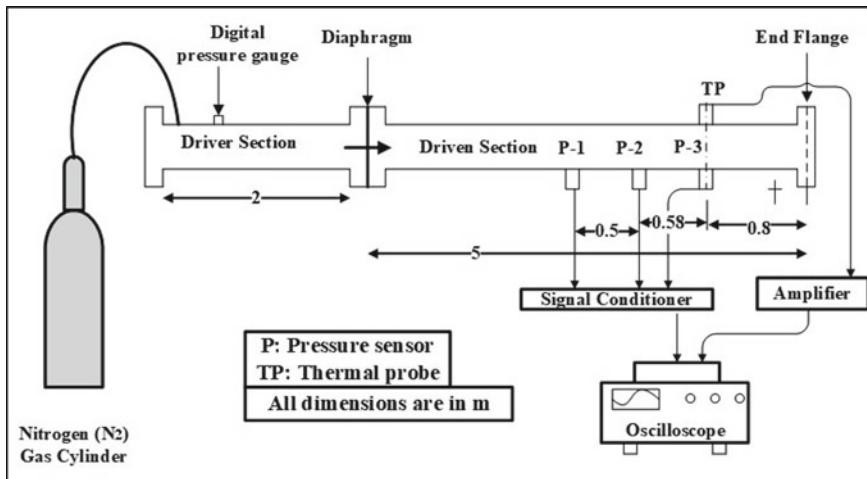 Digital
pressure gauge
Diaphragm
End Flange
TP
Driver Section
Driven Section
P-1
P-2
P-3
2
0.5
0.58
0.8
5
Signal Conditioner
Amplifier
P: Pressure sensor
TP: Thermal probe
All dimensions are in m
Oscilloscope
Nitrogen (N2)
Gas Cylinder